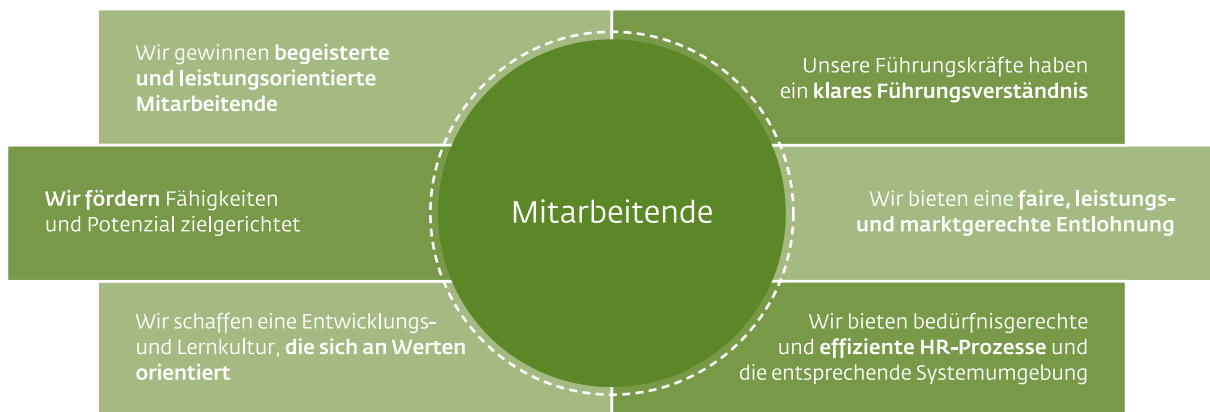 Wir gewinnen begeisterte
und leistungsorientierte
Mitarbeitende
Unsere Führungskräfte haben
ein klares Führungsverständnis
Wir fördern Fähigkeiten
und Potenzial zielgerichtet
Mitarbeitende
Wir bieten eine faire, leistungs-
und marktgerechte Entlohnung
Wir schaffen eine Entwicklungs-
und Lernkultur, die sich an Werten
orientiert
Wir bieten bedürfnisgerechte
und effiziente HR-Prozesse und
die entsprechende Systemumgebung